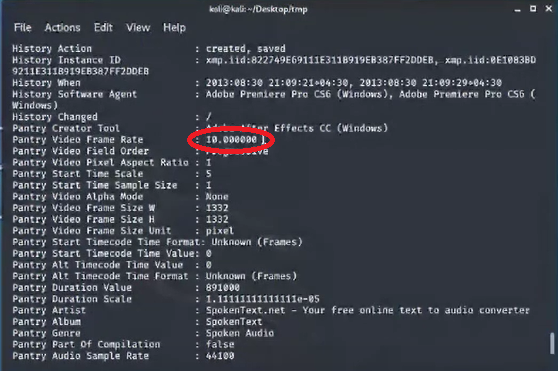 kali@kali:~/Desktop/tmp
File Actions Edit View Help
History Action : created, saved
History Instance ID : xmp.iid:822749E69111E311B919EB387FF2DDEB, xmp.iid:0E1083BD
9211E311B919EB387FF2DDEB
History When : 2013:08:30 21:09:21+04:30, 2013:08:30 21:09:29+04:30
History Software Agent : Adobe Premiere Pro CS6 (Windows), Adobe Premiere Pro CS6 (
Windows)
History Changed : /
Pantry Creator Tool : Adobe After Effects CC (Windows)
Pantry Video Frame Rate : 10.000000
Pantry Video Field Order : Progressive
Pantry Video Pixel Aspect Ratio : 1
Pantry Start Time Scale : 5
Pantry Start Time Sample Size : 1
Pantry Video Alpha Mode : None
Pantry Video Frame Size W : 1332
Pantry Video Frame Size H : 1332
Pantry Video Frame Size Unit : pixel
Pantry Start Timecode Time Format: Unknown (Frames)
Pantry Start Timecode Time Value: 0
Pantry Alt Timecode Time Value : 0
Pantry Alt Timecode Time Format : Unknown (Frames)
Pantry Duration Value : 891000
Pantry Duration Scale : 1.11111111111111e-05
Pantry Artist : SpokenText.net - Your free online text to audio converter
Pantry Album : SpokenText
Pantry Genre : Spoken Audio
Pantry Part Of Compilation : false
Pantry Audio Sample Rate : 44100